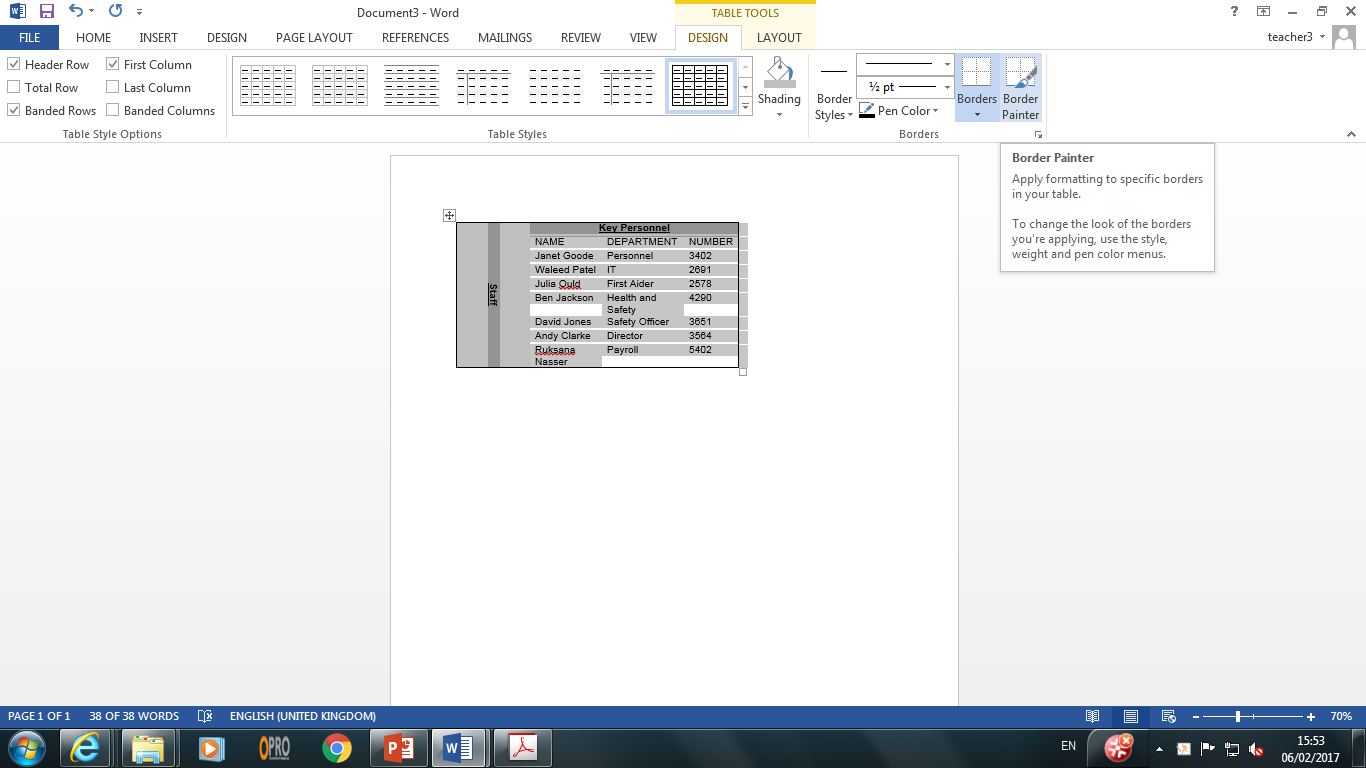 Document3 - Word
TABLE TOOLS
?
FILE HOME INSERT DESIGN PAGE LAYOUT REFERENCES MAILINGS REVIEW VIEW DESIGN LAYOUT
teacher3
Header Row First Column
Total Row Last Column
Banded Rows Banded Columns
Table Style Options
Table Styles
Shading
Border
Styles
½ pt
Pen Color
Borders
Border
Painter
Borders
Border Painter
Apply formatting to specific borders
in your table.
To change the look of the borders
you're applying, use the style,
weight and pen color menus.
Staff
Key Personnel
NAME DEPARTMENT NUMBER
Janet Goode Personnel 3402
Waleed Patel IT 2691
Julia Ould First Aider 2578
Ben Jackson Health and 4290
Safety
David Jones Safety Officer 3651
Andy Clarke Director 3564
Ruksana Payroll 5402
Nasser
PAGE 1 OF 1 38 OF 38 WORDS ENGLISH (UNITED KINGDOM) 70%
OPRO
EN
15:53
06/02/2017